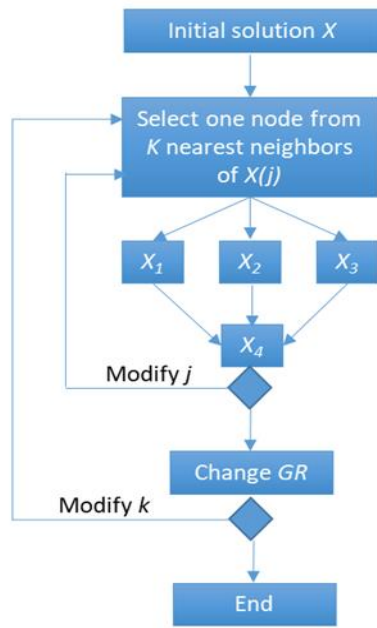 Initial solution X
Select one node from
K nearest neighbors
of X(j)
X₁
X₂
X₃
X₄
Modify j
Change GR
Modify k
End